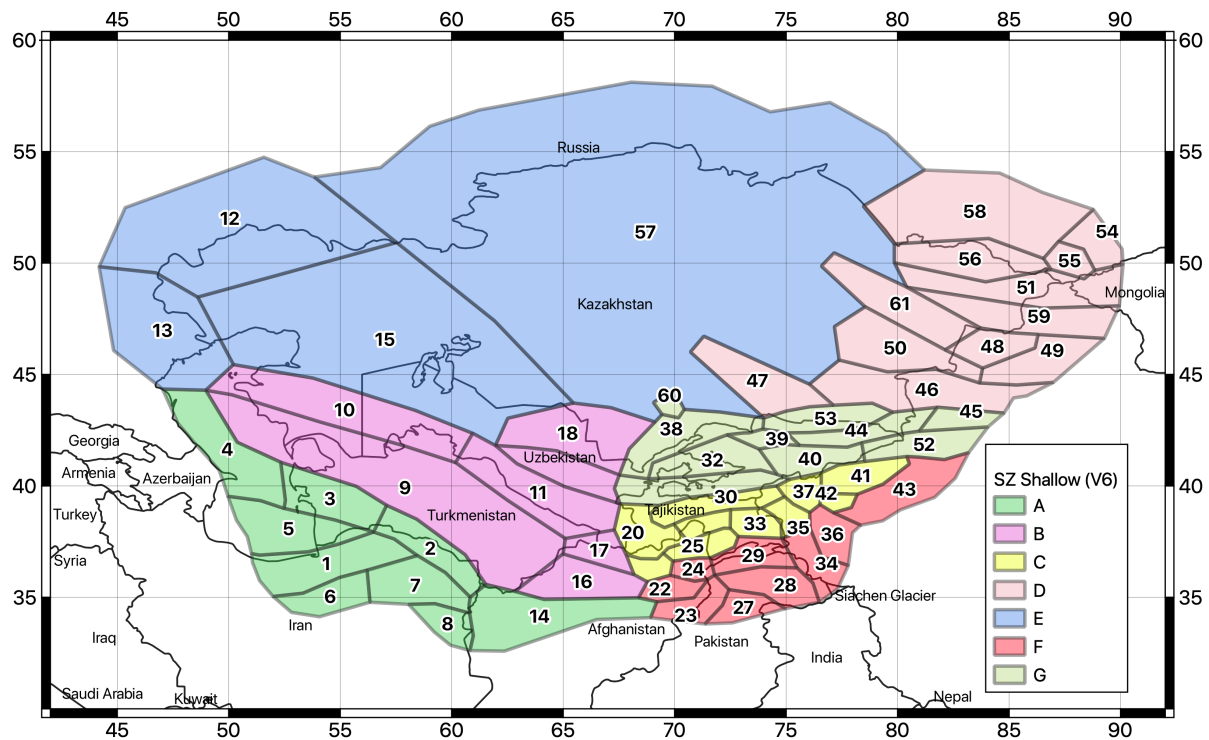 45 50 55 60 65 70 75 80 85 90
60 60
55 Russia 55
58
12 54
57
50 56 55 50
51
61 Kazakhstan Mongolia
59
13 15
50 48 49
45 47 46 45
60
10 53 45
38
18 44
39 52
Georgia
4 Uzbekistan 32 40
Armenia Azerbaijan 41
40 3 9 11 30 37 42 43 40
Turkey Turkmenistan Tajikistan
5 20 33 35 36
2 17 25
Syria 1 29 34
24
7 16 22 28
35 6 Siachen Glacier 35
14 23 27
Iran 8 Afghanistan
Iraq Pakistan
India
Saudi Arabia Kuwait Nepal
45 50 55 60 65 70 75 80 85 90
SZ Shallow (V6)
A
B
C
D
E
F
G